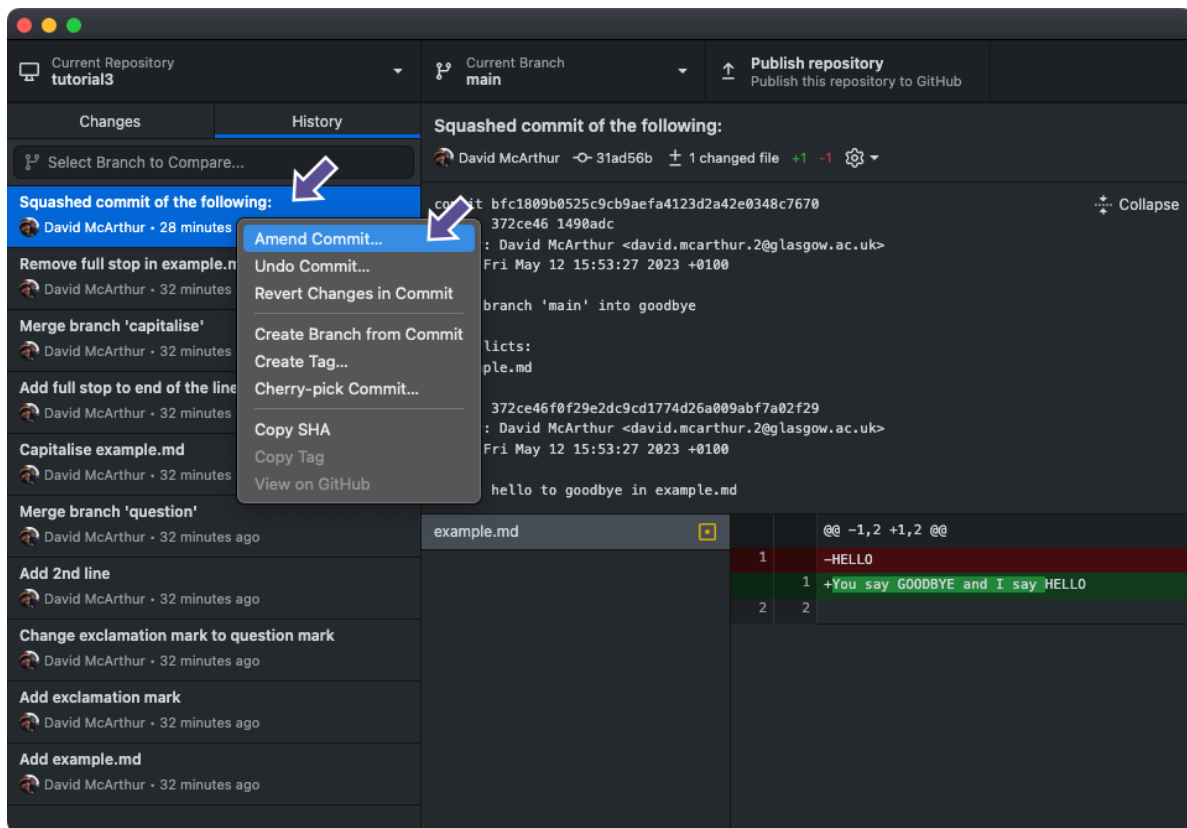 Current Repository
tutorial3
Current Branch
main
Publish repository
Publish this repository to GitHub
Changes
History
Select Branch to Compare...
Squashed commit of the following:
David McArthur • 28 minutes
Remove full stop in example.m
David McArthur • 32 minutes
Merge branch 'capitalise'
David McArthur • 32 minutes
Add full stop to end of the line
David McArthur • 32 minutes
Capitalise example.md
David McArthur • 32 minutes
Merge branch 'question'
David McArthur • 32 minutes ago
Add 2nd line
David McArthur • 32 minutes ago
Change exclamation mark to question mark
David McArthur • 32 minutes ago
Add exclamation mark
David McArthur • 32 minutes ago
Add example.md
David McArthur • 32 minutes ago
Amend Commit...
Undo Commit...
Revert Changes in Commit
Create Branch from Commit
Create Tag...
Cherry-pick Commit...
Copy SHA
Copy Tag
View on GitHub
Squashed commit of the following:
David McArthur 31ad56b 1 changed file +1 -1
Collapse
bfc1809b0525c9cb9aefa4123d2a42e0348c7670
372ce46 1490adc
: David McArthur <david.mcarthur.2@glasgow.ac.uk>
Fri May 12 15:53:27 2023 +0100
branch 'main' into goodbye
licts:
ple.md
372ce46f0f29e2dc9cd1774d26a009abf7a02f29
: David McArthur <david.mcarthur.2@glasgow.ac.uk>
Fri May 12 15:53:27 2023 +0100
hello to goodbye in example.md
example.md
@@ -1,2 +1,2 @@
1 -HELLO
1 +You say GOODBYE and I say HELLO
2 2